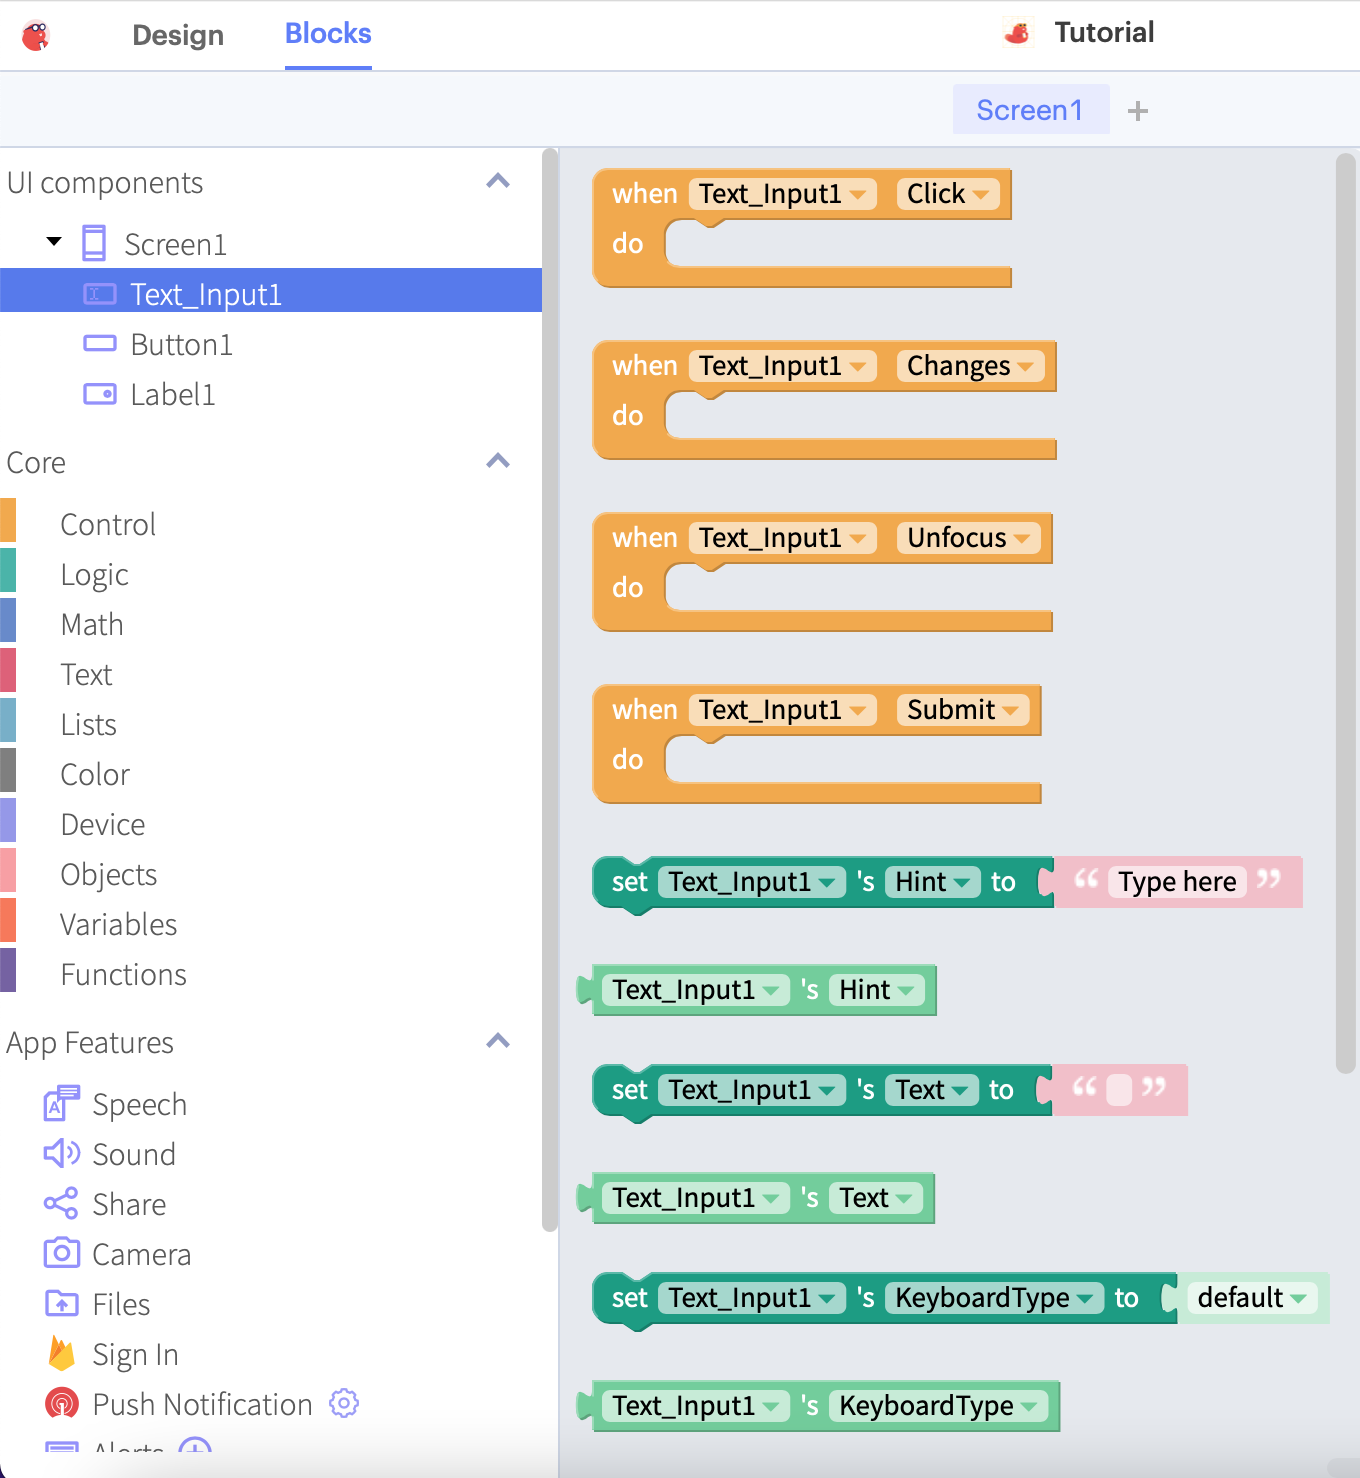 Design Blocks Tutorial
Screen1 +
UI components
Screen1
Text_Input1
Button1
Label1
Core
Control
Logic
Math
Text
Lists
Color
Device
Objects
Variables
Functions
App Features
Speech
Sound
Share
Camera
Files
Sign In
Push Notification
Alerts
when Text_Input1 Click
do
when Text_Input1 Changes
do
when Text_Input1 Unfocus
do
when Text_Input1 Submit
do
set Text_Input1 's Hint to “ Type here ”
Text_Input1 's Hint
set Text_Input1 's Text to “ ”
Text_Input1 's Text
set Text_Input1 's KeyboardType to default
Text_Input1 's KeyboardType